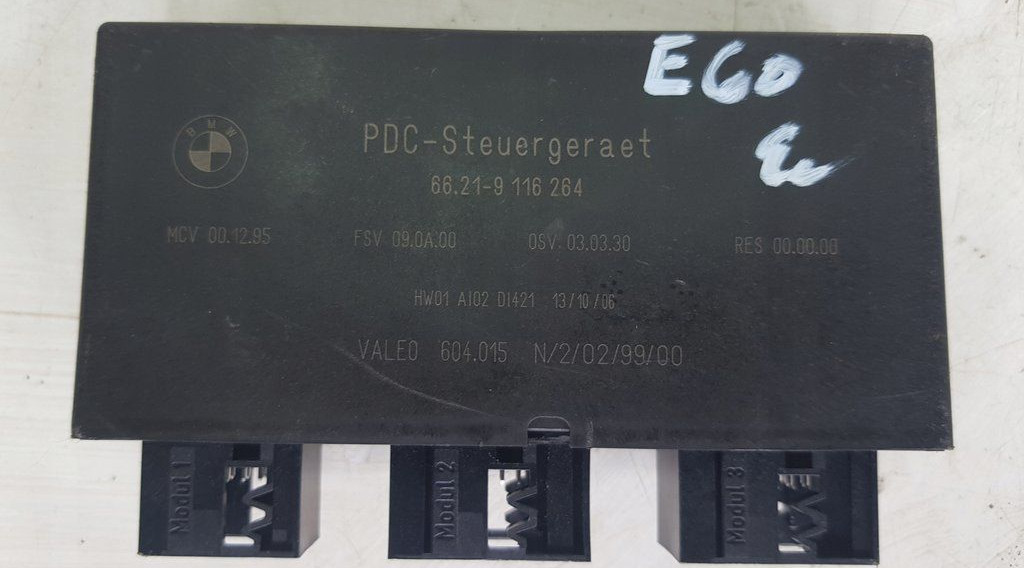 E60
BMW
PDC-Steuergeraet
66.21-9 116 264
MCV 00.12.95 FSV 09.0A.00 OSV 03.03.30 RES 00.00.00
HW01 AI02 DI421 13/10/06
VALEO 604.015 N/2/02/99/00
Modul 1 Modul 2 Modul 3